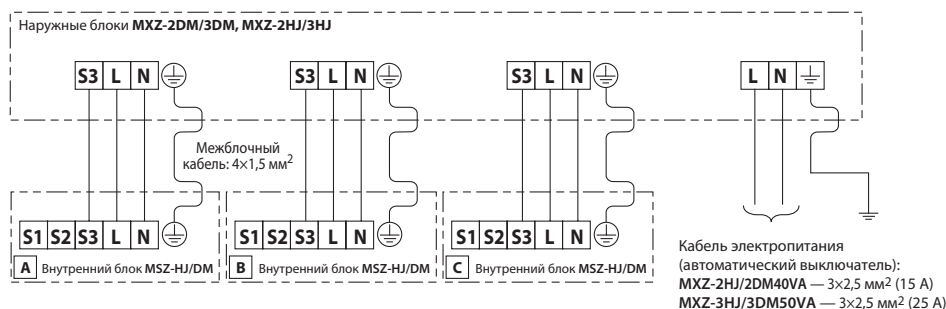 Наружные блоки MXZ-2DM/3DM, MXZ-2HJ/3HJ
S3 L N
S3 L N
S3 L N
L N
Межблочный
кабель: 4×1,5 мм²
S1 S2 S3 L N
S1 S2 S3 L N
S1 S2 S3 L N
A Внутренний блок MSZ-HJ/DM
B Внутренний блок MSZ-HJ/DM
C Внутренний блок MSZ-HJ/DM
Кабель электропитания
(автоматический выключатель):
MXZ-2HJ/2DM40VA — 3×2,5 мм² (15 А)
MXZ-3HJ/3DM50VA — 3×2,5 мм² (25 А)